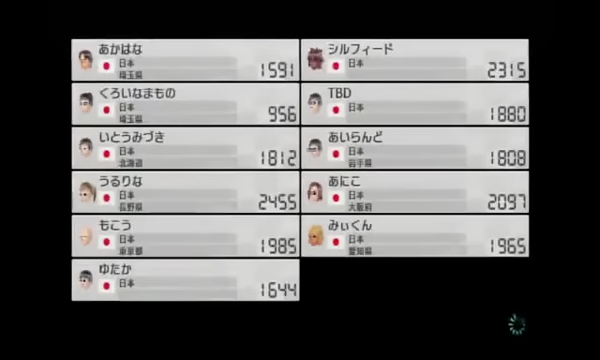 あかはな
日本
埼玉県
1591
シルフィード
日本
2315
くろいなまもの
日本
埼玉県
956
TBD
日本
1880
いとうみづき
日本
北海道
1812
あいらんど
日本
岩手県
1808
うるりな
日本
長野県
2455
あにこ
日本
大阪府
2097
もこう
日本
東京都
1985
みぃくん
日本
愛知県
1965
ゆたか
日本
1644